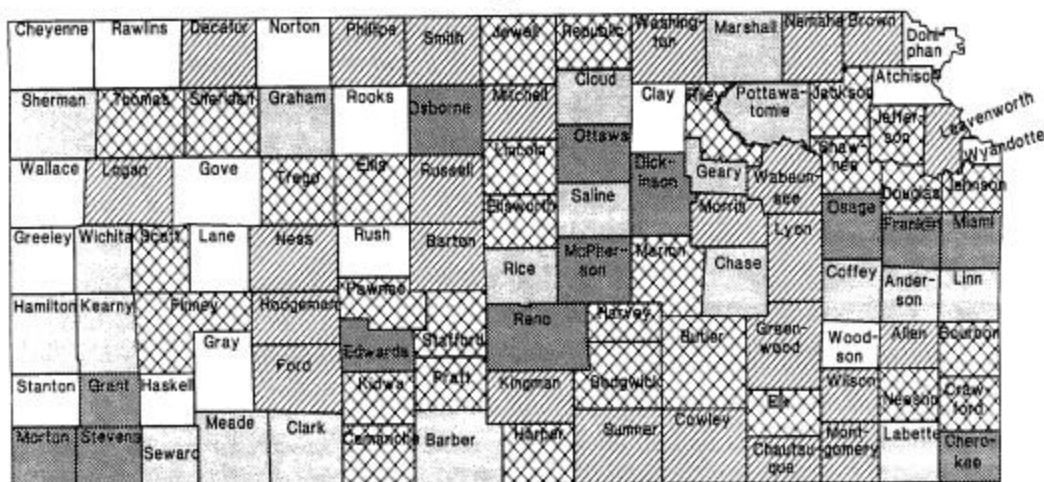 Cheyenne
Rawlins
Decatur
Norton
Phillips
Smith
Jewell
Republic
Washing-
ton
Marshall
Nemaha
Brown
Doni
phan
Sherman
Thomas
Sheridan
Graham
Rooks
Osborne
Mitchell
Cloud
Clay
Riley
Pottawa-
tomie
Jackson
Atchison
Jeffer-
son
Leavenworth
Wyandotte
Wallace
Logan
Gove
Trego
Ellis
Russell
Lincoln
Ottawa
Dick-
inson
Geary
Wabaun-
see
Shaw-
nee
Douglas
Johnson
Ellsworth
Saline
Morris
Osage
Franklin
Miami
Greeley
Wichita
Scott
Lane
Ness
Rush
Barton
Rice
McPher-
son
Marion
Chase
Lyon
Coffey
Ander-
son
Linn
Hamilton
Kearny
Finney
Hodgeman
Pawnee
Stafford
Reno
Harvey
Butler
Green-
wood
Wood-
son
Allen
Bourbon
Gray
Ford
Edwards
Stanton
Grant
Haskell
Kidwa
Pratt
Kingman
Sedgwick
Elk
Wilson
Neosho
Craw-
ford
Morton
Stevens
Seward
Meade
Clark
Camanche
Barber
Harper
Sumner
Cowley
Chautau-
que
Mont-
gomery
Labette
Chero-
kee